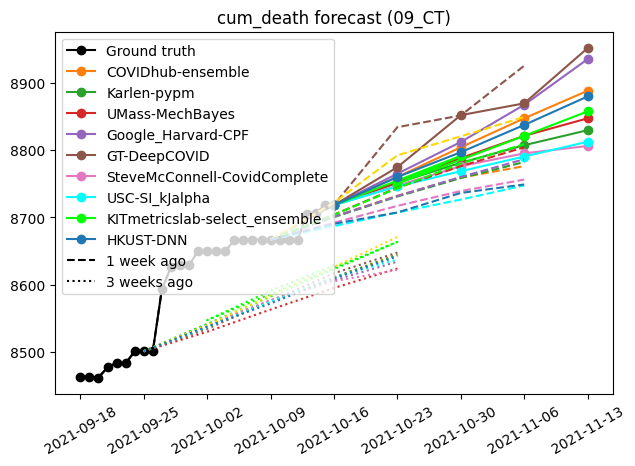 cum_death forecast (09_CT)
Ground truth
COVIDhub-ensemble
Karlen-pypm
UMass-MechBayes
Google_Harvard-CPF
GT-DeepCOVID
SteveMcConnell-CovidComplete
USC-SI_kJalpha
KITmetricslab-select_ensemble
HKUST-DNN
1 week ago
3 weeks ago
8900
8800
8700
8600
8500
2021-09-18
2021-09-25
2021-10-02
2021-10-09
2021-10-16
2021-10-23
2021-10-30
2021-11-06
2021-11-13